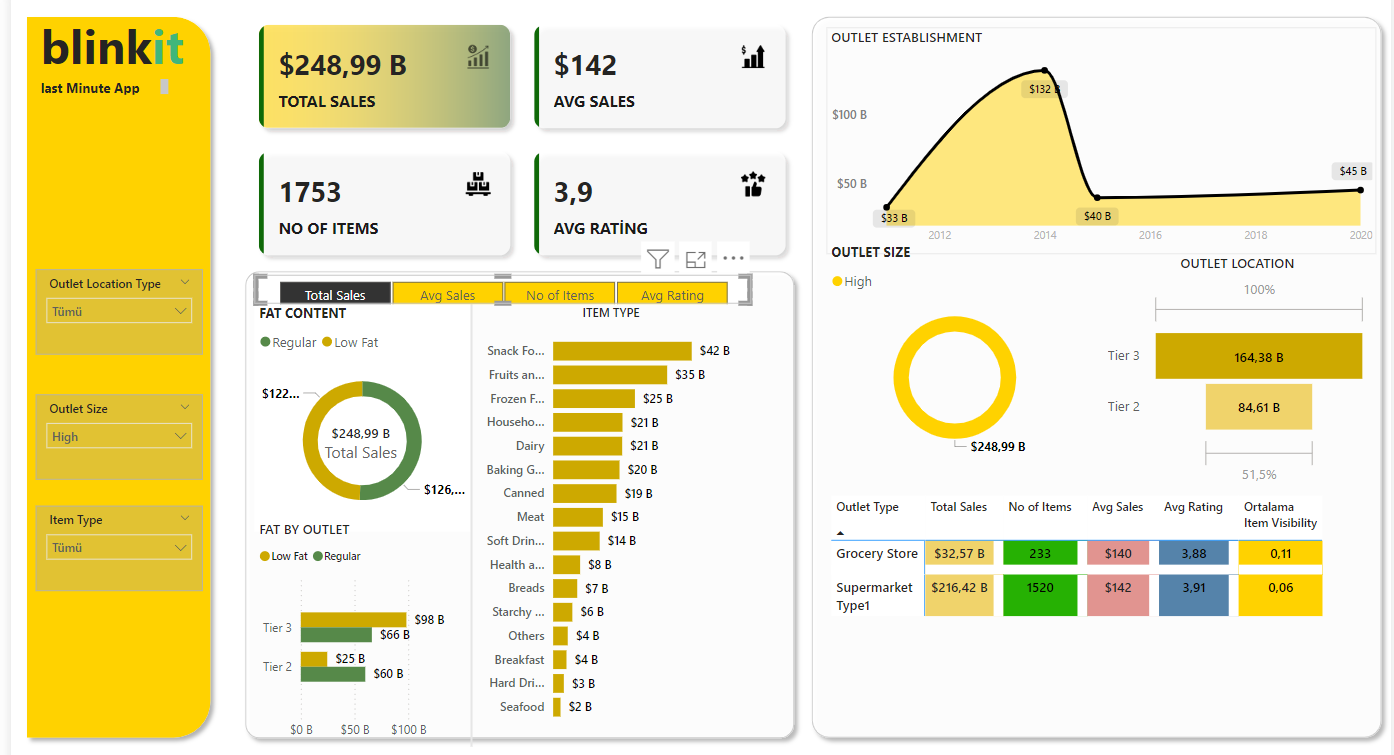 blinkit
last Minute App
Outlet Location Type
Tümü
Outlet Size
High
Item Type
Tümü
$248,99 B
TOTAL SALES
$142
AVG SALES
1753
NO OF ITEMS
3,9
AVG RATİNG
Total Sales
Avg Sales
No of Items
Avg Rating
FAT CONTENT
Regular
Low Fat
$122...
$248,99 B
Total Sales
$126,...
FAT BY OUTLET
Low Fat
Regular
Tier 3
$98 B
$66 B
Tier 2
$25 B
$60 B
$0 B
$50 B
$100 B
ITEM TYPE
Snack Fo... $42 B
Fruits an... $35 B
Frozen F... $25 B
Househo... $21 B
Dairy $21 B
Baking G... $20 B
Canned $19 B
Meat $15 B
Soft Drin... $14 B
Health a... $8 B
Breads $7 B
Starchy ... $6 B
Others $4 B
Breakfast $4 B
Hard Dri... $3 B
Seafood $2 B
OUTLET ESTABLISHMENT
$100 B
$50 B
$33 B
$132 B
$40 B
$45 B
2012
2014
2016
2018
2020
OUTLET SIZE
High
$248,99 B
OUTLET LOCATION
100%
Tier 3
164,38 B
Tier 2
84,61 B
51,5%
Outlet Type Total Sales No of Items Avg Sales Avg Rating Ortalama
Item Visibility
Grocery Store $32,57 B 233 $140 3,88 0,11
Supermarket $216,42 B 1520 $142 3,91 0,06
Type1